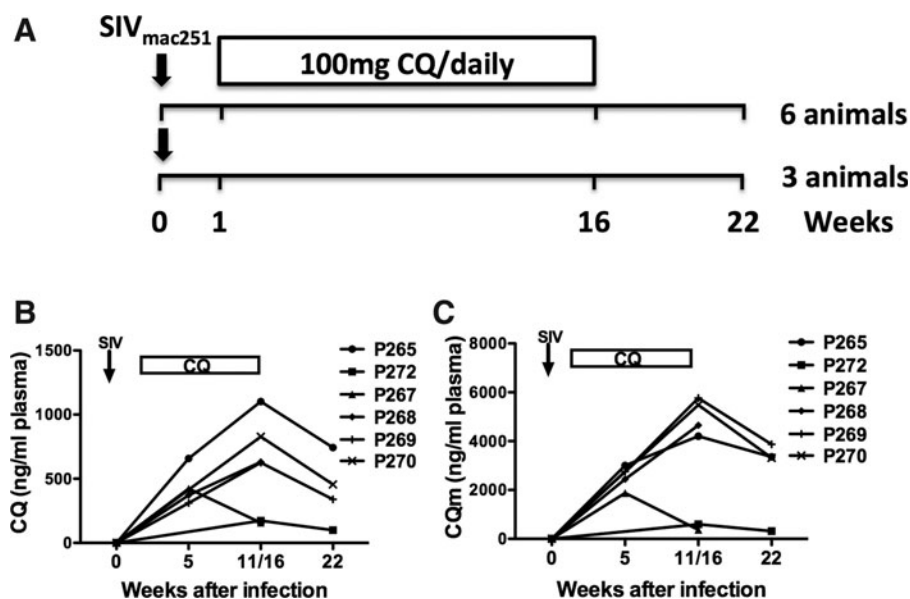 A
SIVmac251
100mg CQ/daily
6 animals
3 animals
0 1 16 22 Weeks
B
SIV
CQ
1500
1000
500
0
CQ (ng/ml plasma)
0 5 11/16 22
Weeks after infection
P265
P272
P267
P268
P269
P270
C
SIV
CQ
8000
6000
4000
2000
0
CQm (ng/ml plasma)
0 5 11/16 22
Weeks after infection
P265
P272
P267
P268
P269
P270